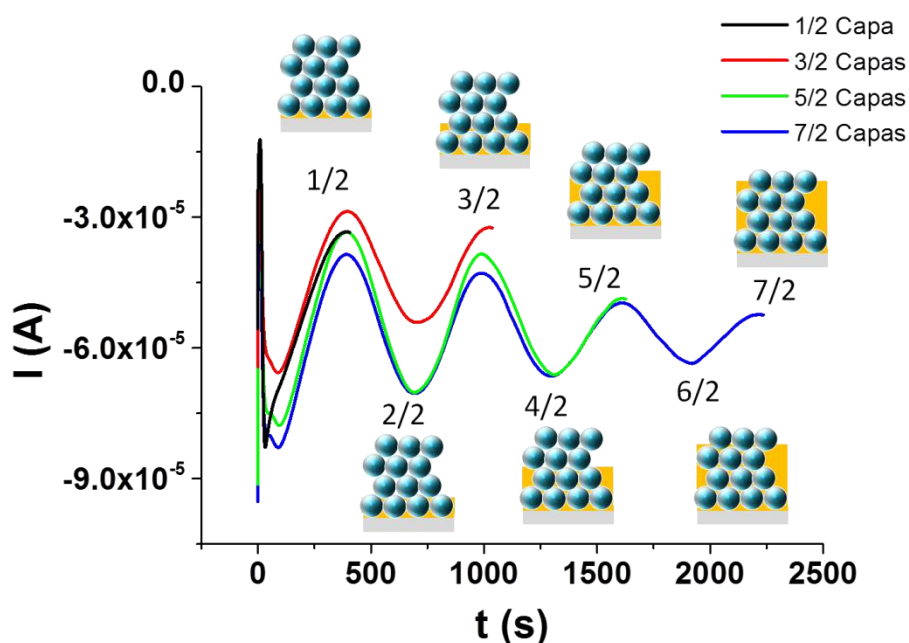 1/2 Capa
3/2 Capas
5/2 Capas
7/2 Capas
0.0
-3.0x10⁻⁵
-6.0x10⁻⁵
-9.0x10⁻⁵
I (A)
1/2
3/2
5/2
7/2
2/2
4/2
6/2
0
500
1000
1500
2000
2500
t (s)